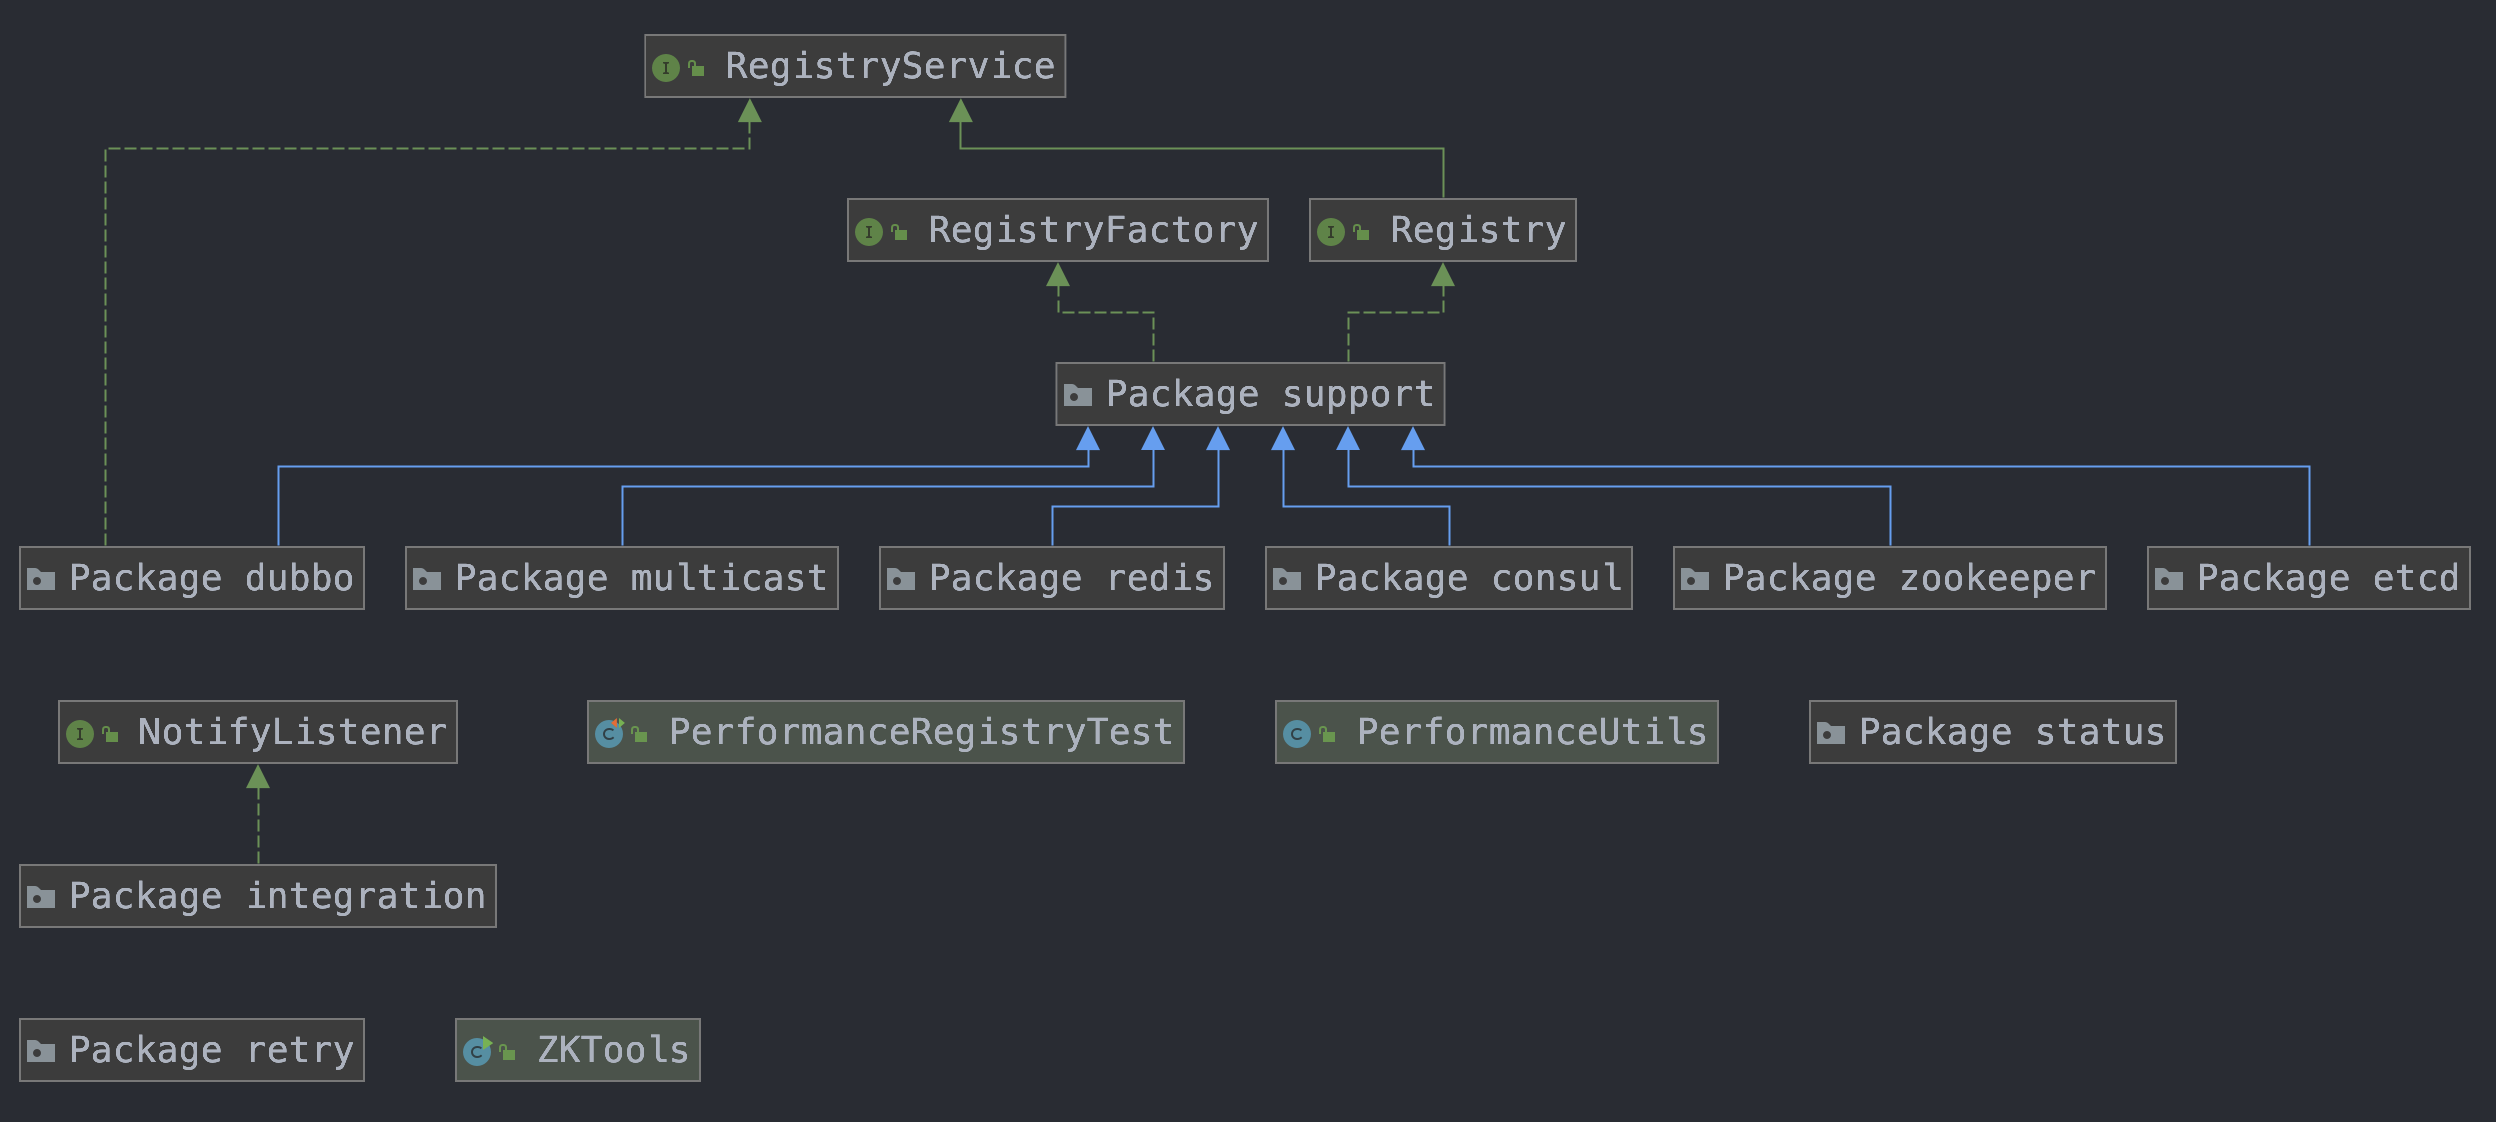 RegistryService
RegistryFactory
Registry
Package support
Package dubbo
Package multicast
Package redis
Package consul
Package zookeeper
Package etcd
NotifyListener
PerformanceRegistryTest
PerformanceUtils
Package status
Package integration
Package retry
ZKTools